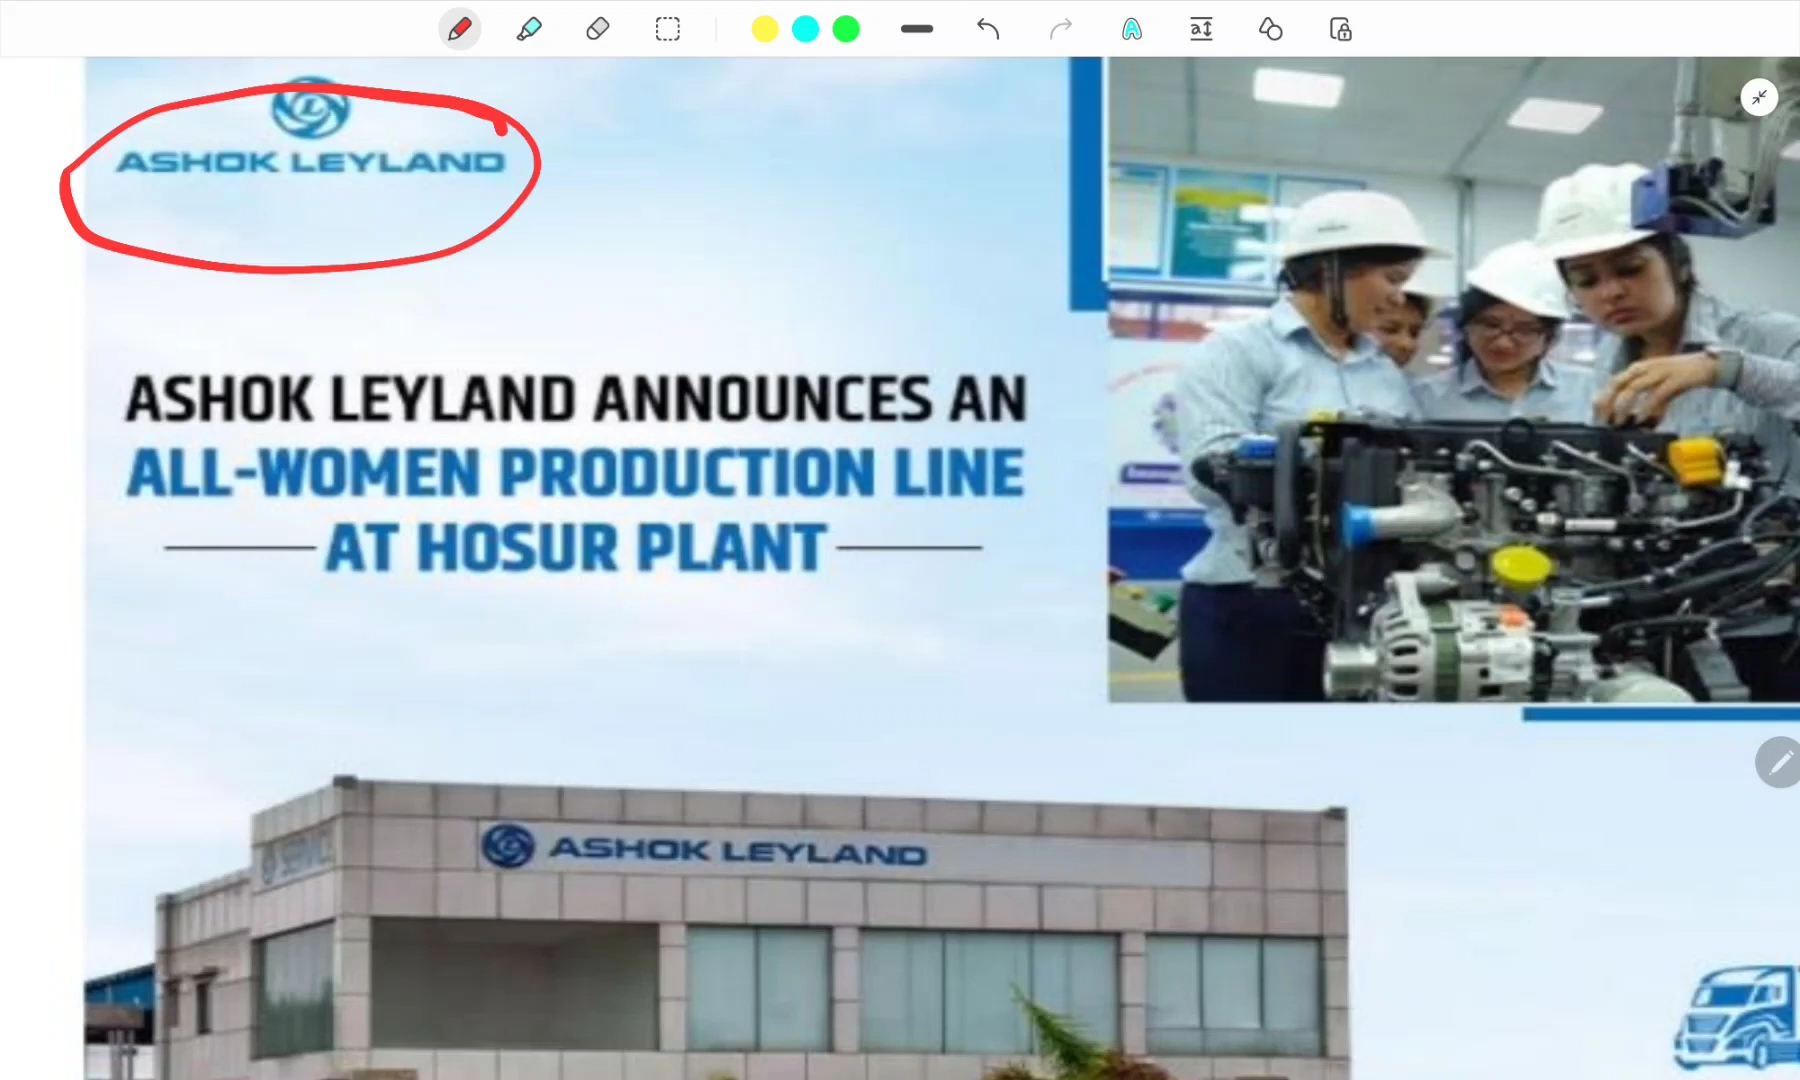 ASHOK LEYLAND
ASHOK LEYLAND ANNOUNCES AN
ALL-WOMEN PRODUCTION LINE
AT HOSUR PLANT
ASHOK LEYLAND